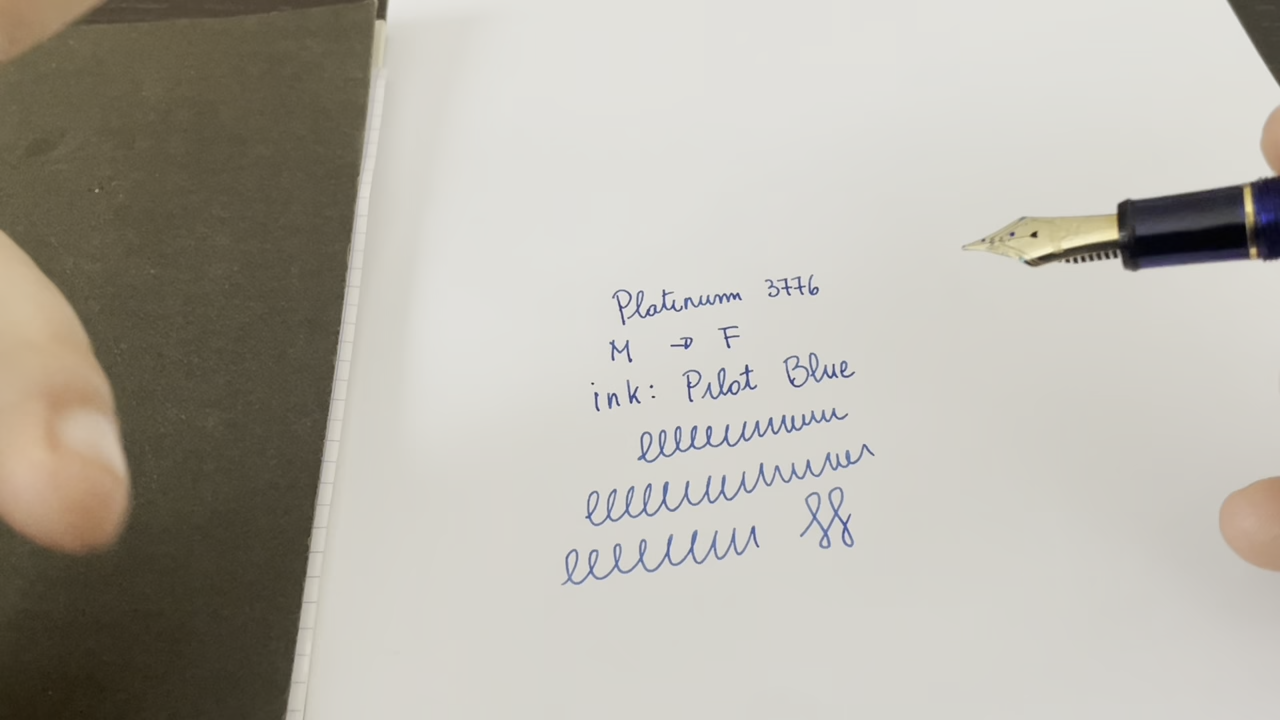 Platinum 3776
M → F
ink: Pilot Blue